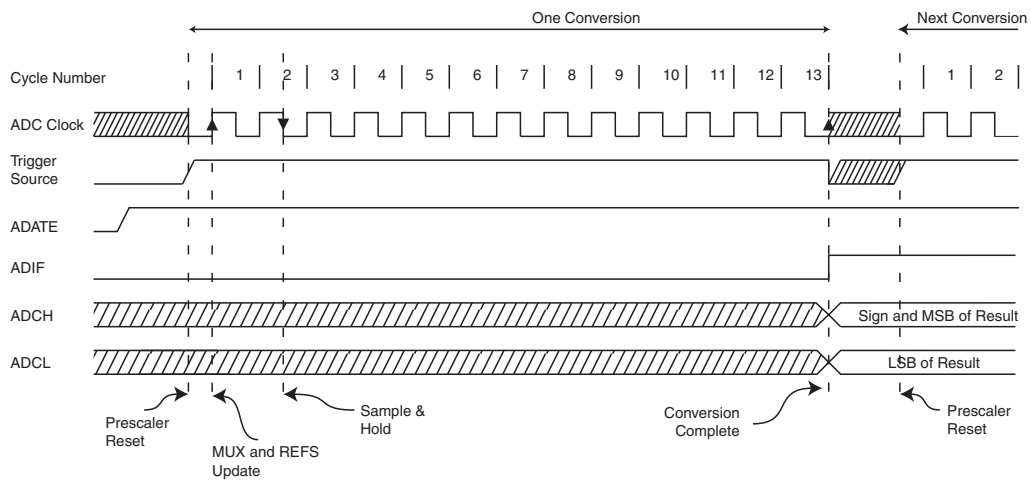 One Conversion
Next Conversion
Cycle Number
1 2 3 4 5 6 7 8 9 10 11 12 13 1 2
ADC Clock
Trigger
Source
ADATE
ADIF
ADCH
Sign and MSB of Result
ADCL
LSB of Result
Prescaler
Reset
MUX and REFS
Update
Sample &
Hold
Conversion
Complete
Prescaler
Reset